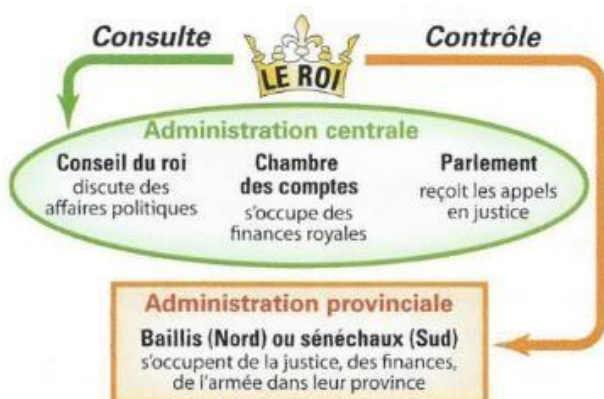 Consulte
LE ROI
Contrôle
Administration centrale
Conseil du roi
discute des
affaires politiques
Chambre
des comptes
s'occupe des
finances royales
Parlement
reçoit les appels
en justice
Administration provinciale
Baillis (Nord) ou sénéchaux (Sud)
s'occupent de la justice, des finances,
de l'armée dans leur province